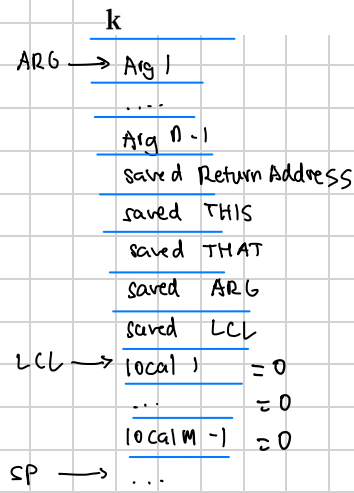 k
ARG → Arg 1
....
Arg n-1
saved Return Address
saved THIS
saved THAT
saved ARG
saved LCL
LCL → local 1 = 0
... = 0
local m-1 = 0
SP → ...